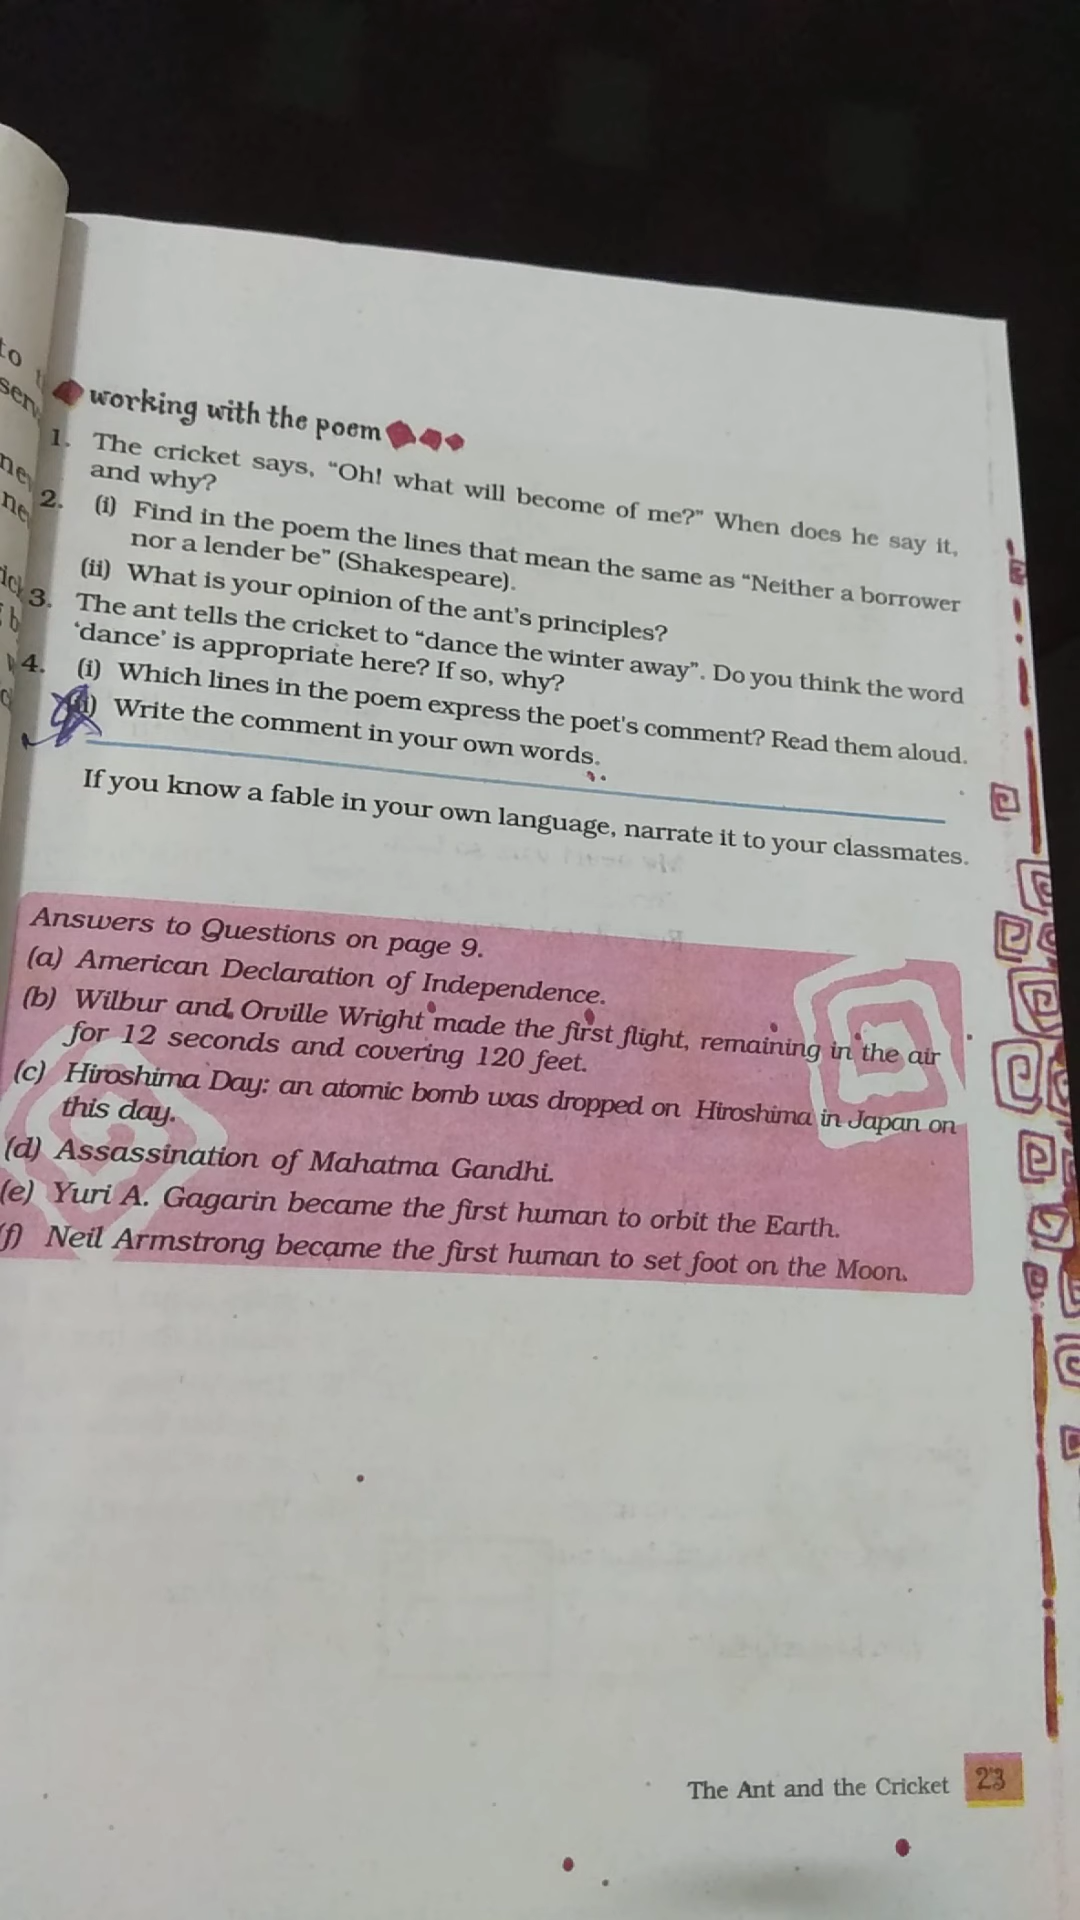 to t
serv
working with the poem
1. The cricket says, "Oh! what will become of me?" When does he say it,
and why?
2. (i) Find in the poem the lines that mean the same as "Neither a borrower
nor a lender be" (Shakespeare).
(ii) What is your opinion of the ant's principles?
3. The ant tells the cricket to "dance the winter away". Do you think the word
'dance' is appropriate here? If so, why?
4. (i) Which lines in the poem express the poet's comment? Read them aloud.
Write the comment in your own words.
If you know a fable in your own language, narrate it to your classmates.
Answers to Questions on page 9.
(a) American Declaration of Independence.
(b) Wilbur and Orville Wright made the first flight, remaining in the air
for 12 seconds and covering 120 feet.
(c) Hiroshima Day: an atomic bomb was dropped on Hiroshima in Japan on
this day.
(d) Assassination of Mahatma Gandhi.
(e) Yuri A. Gagarin became the first human to orbit the Earth.
(f) Neil Armstrong became the first human to set foot on the Moon.
The Ant and the Cricket 23